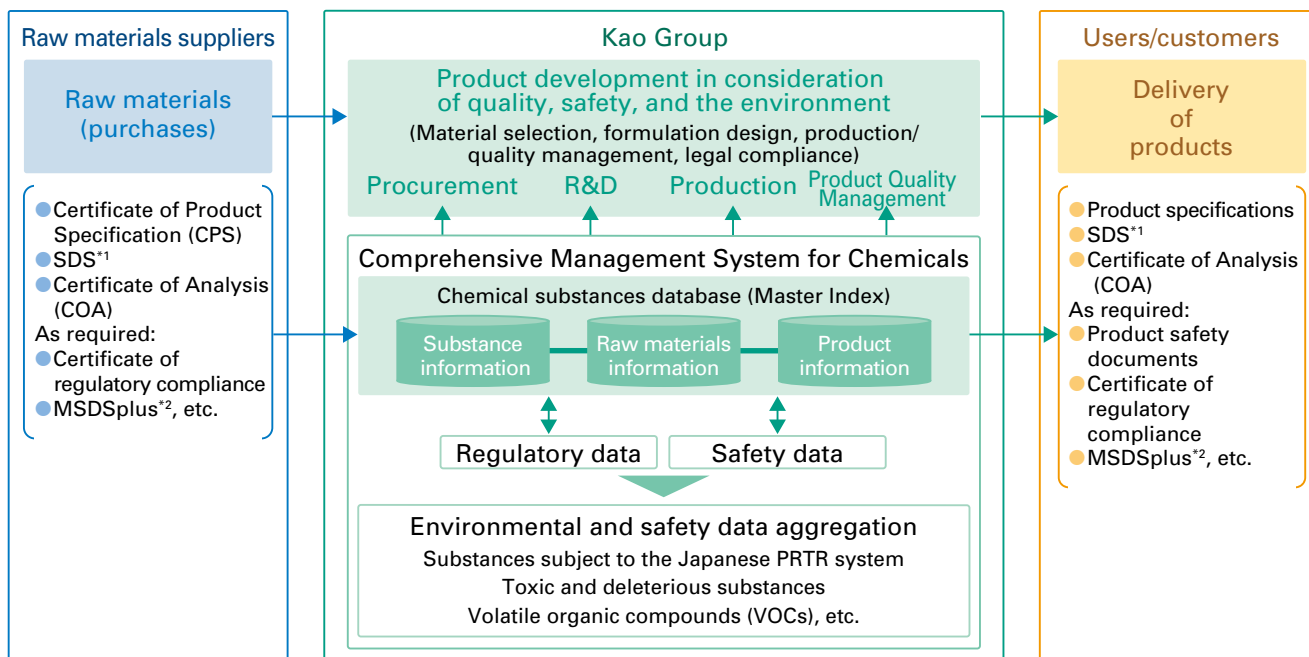 Raw materials suppliers
Raw materials
(purchases)
●Certificate of Product
Specification (CPS)
●SDS*1
●Certificate of Analysis
(COA)
As required:
●Certificate of
regulatory compliance
●MSDSplus*2, etc.
Kao Group
Product development in consideration
of quality, safety, and the environment
(Material selection, formulation design, production/
quality management, legal compliance)
Procurement
R&D
Production
Product Quality
Management
Comprehensive Management System for Chemicals
Chemical substances database (Master Index)
Substance
information
Raw materials
information
Product
information
Regulatory data
Safety data
Environmental and safety data aggregation
Substances subject to the Japanese PRTR system
Toxic and deleterious substances
Volatile organic compounds (VOCs), etc.
Users/customers
Delivery
of
products
●Product specifications
●SDS*1
●Certificate of Analysis
(COA)
As required:
●Product safety
documents
●Certificate of
regulatory
compliance
●MSDSplus*2, etc.